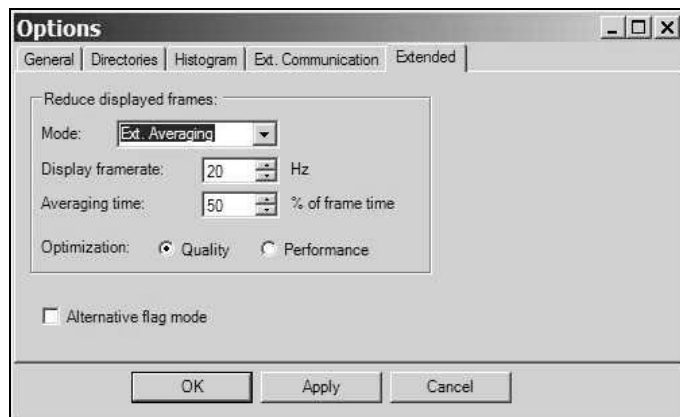 Options
General Directories Histogram Ext. Communication Extended
Reduce displayed frames:
Mode: Ext. Averaging
Display framerate: 20 Hz
Averaging time: 50 % of frame time
Optimization: Quality Performance
Alternative flag mode
OK Apply Cancel